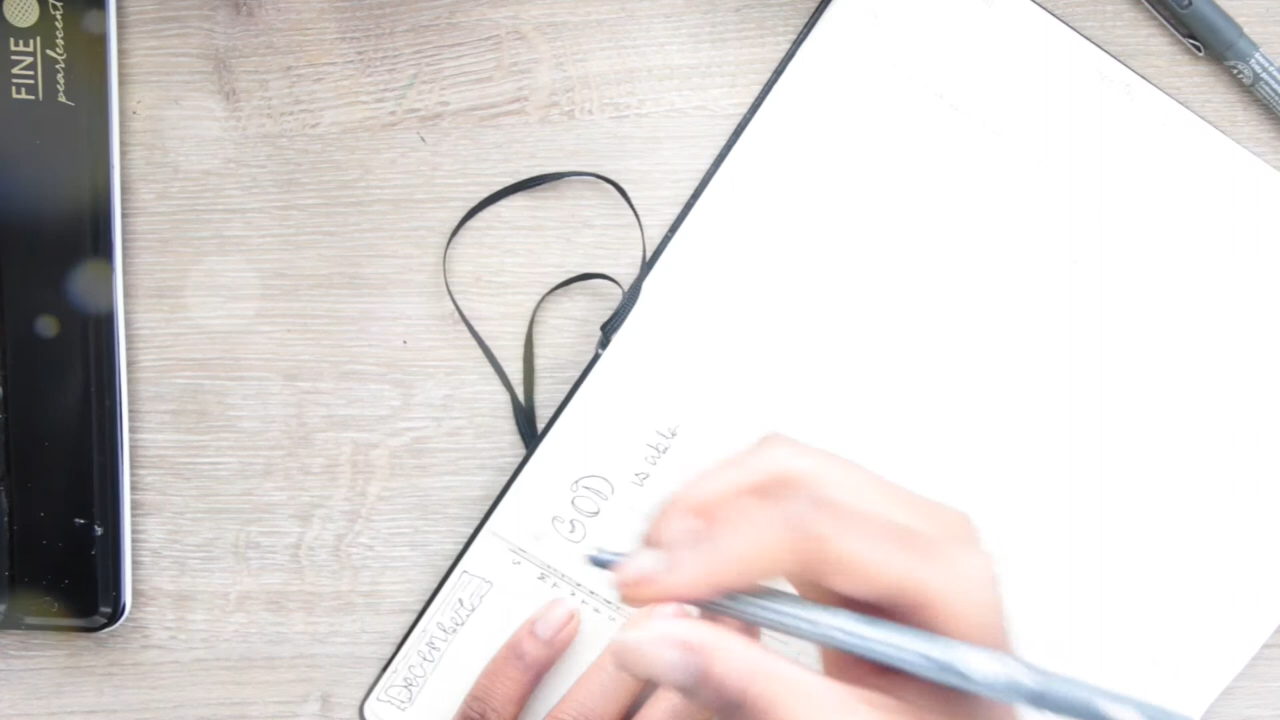 FINE
pearlescent
DECEMBER
S M T W T F S
GOD
is able